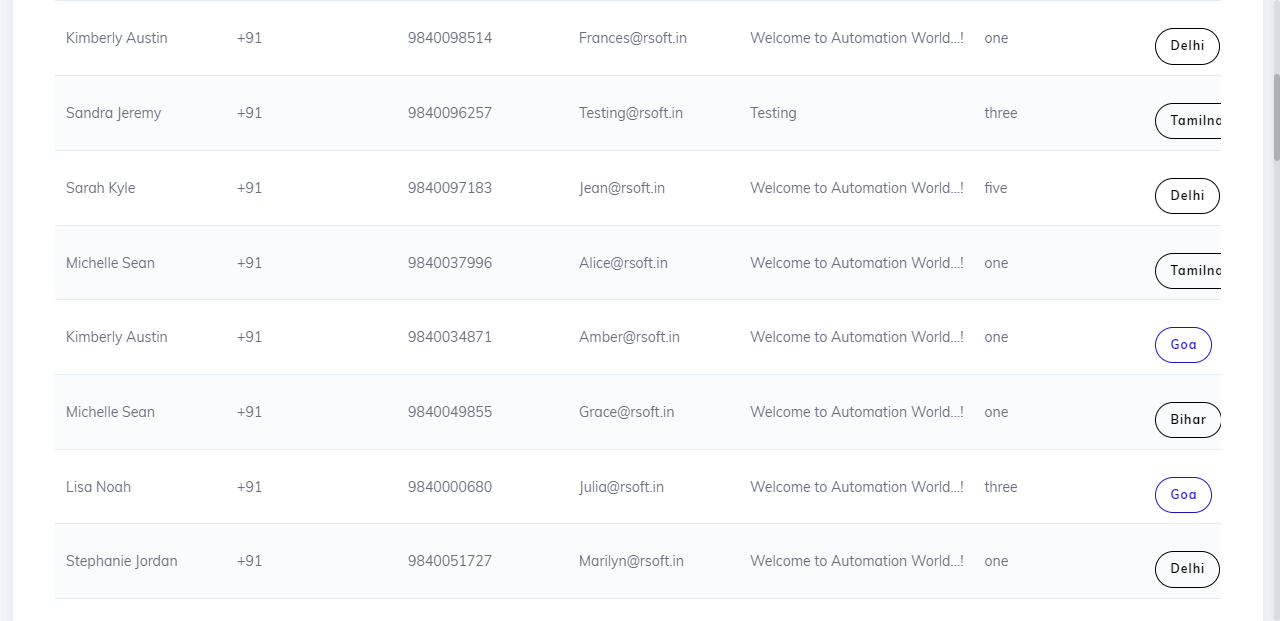 Kimberly Austin +91 9840098514 Frances@rsoft.in Welcome to Automation World...! one Delhi
Sandra Jeremy +91 9840096257 Testing@rsoft.in Testing three Tamilna
Sarah Kyle +91 9840097183 Jean@rsoft.in Welcome to Automation World...! five Delhi
Michelle Sean +91 9840037996 Alice@rsoft.in Welcome to Automation World...! one Tamilna
Kimberly Austin +91 9840034871 Amber@rsoft.in Welcome to Automation World...! one Goa
Michelle Sean +91 9840049855 Grace@rsoft.in Welcome to Automation World...! one Bihar
Lisa Noah +91 9840000680 Julia@rsoft.in Welcome to Automation World...! three Goa
Stephanie Jordan +91 9840051727 Marilyn@rsoft.in Welcome to Automation World...! one Delhi